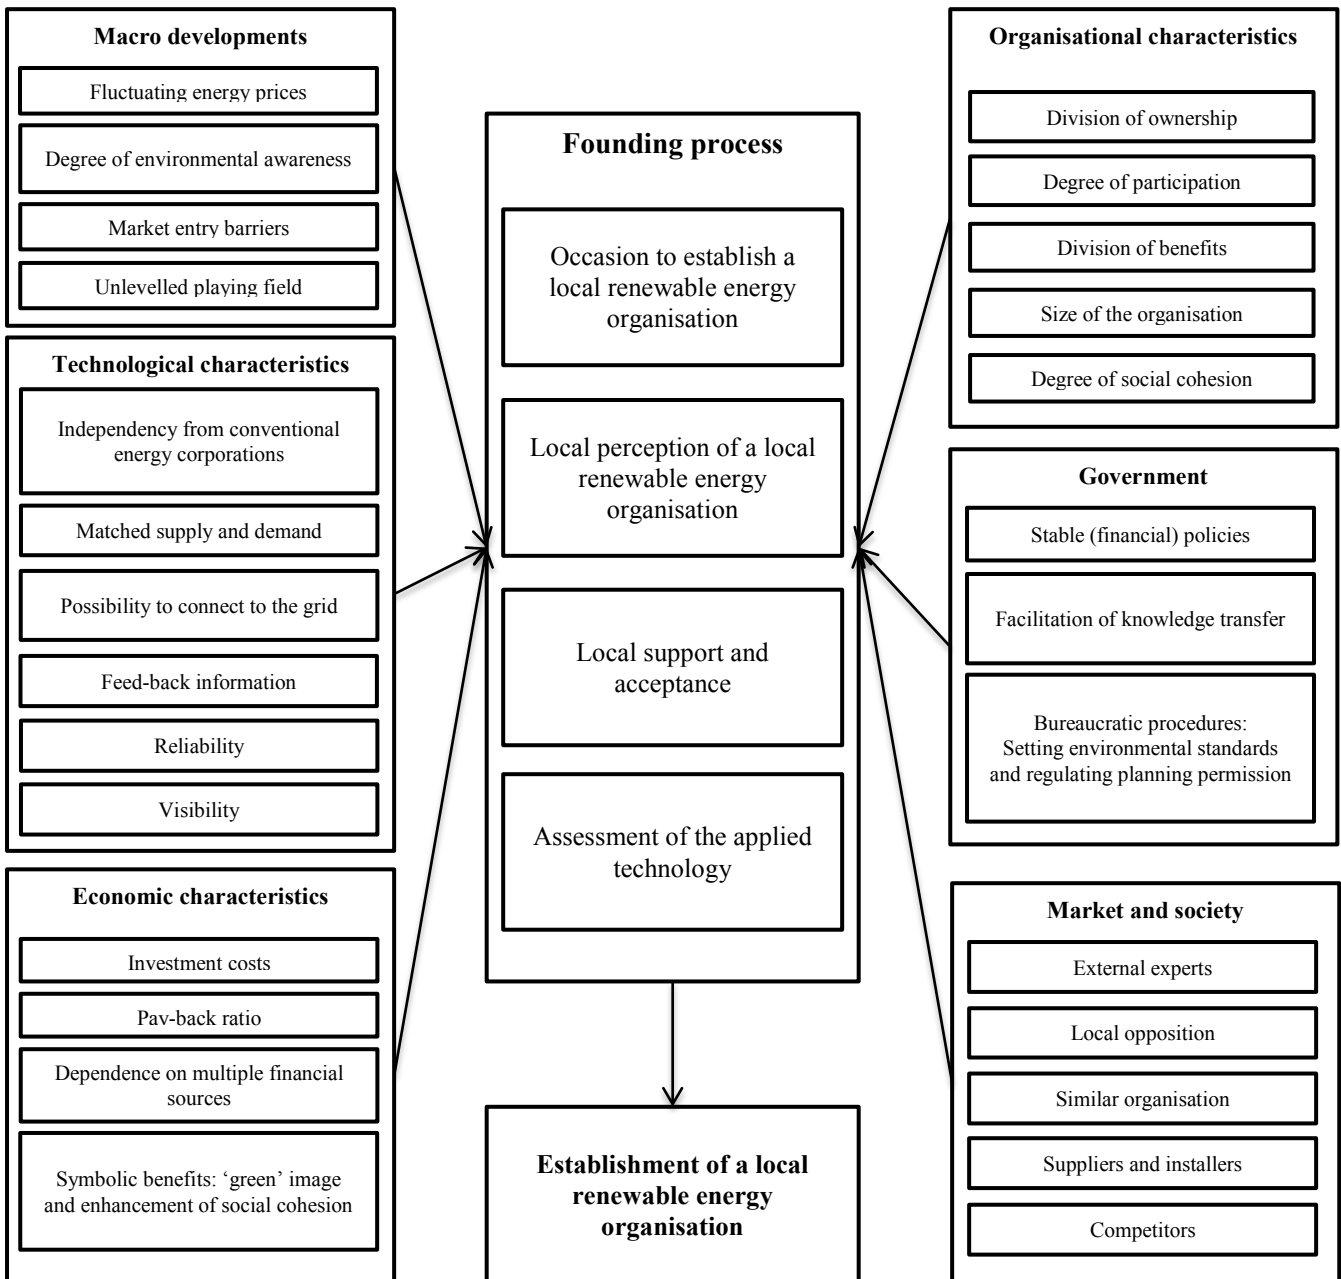 Macro developments
Fluctuating energy prices
Degree of environmental awareness
Market entry barriers
Unlevelled playing field
Technological characteristics
Independency from conventional
energy corporations
Matched supply and demand
Possibility to connect to the grid
Feed-back information
Reliability
Visibility
Economic characteristics
Investment costs
Pay-back ratio
Dependence on multiple financial
sources
Symbolic benefits: ‘green’ image
and enhancement of social cohesion
Founding process
Occasion to establish a
local renewable energy
organisation
Local perception of a local
renewable energy
organisation
Local support and
acceptance
Assessment of the applied
technology
Establishment of a local
renewable energy
organisation
Organisational characteristics
Division of ownership
Degree of participation
Division of benefits
Size of the organisation
Degree of social cohesion
Government
Stable (financial) policies
Facilitation of knowledge transfer
Bureaucratic procedures:
Setting environmental standards
and regulating planning permission
Market and society
External experts
Local opposition
Similar organisation
Suppliers and installers
Competitors